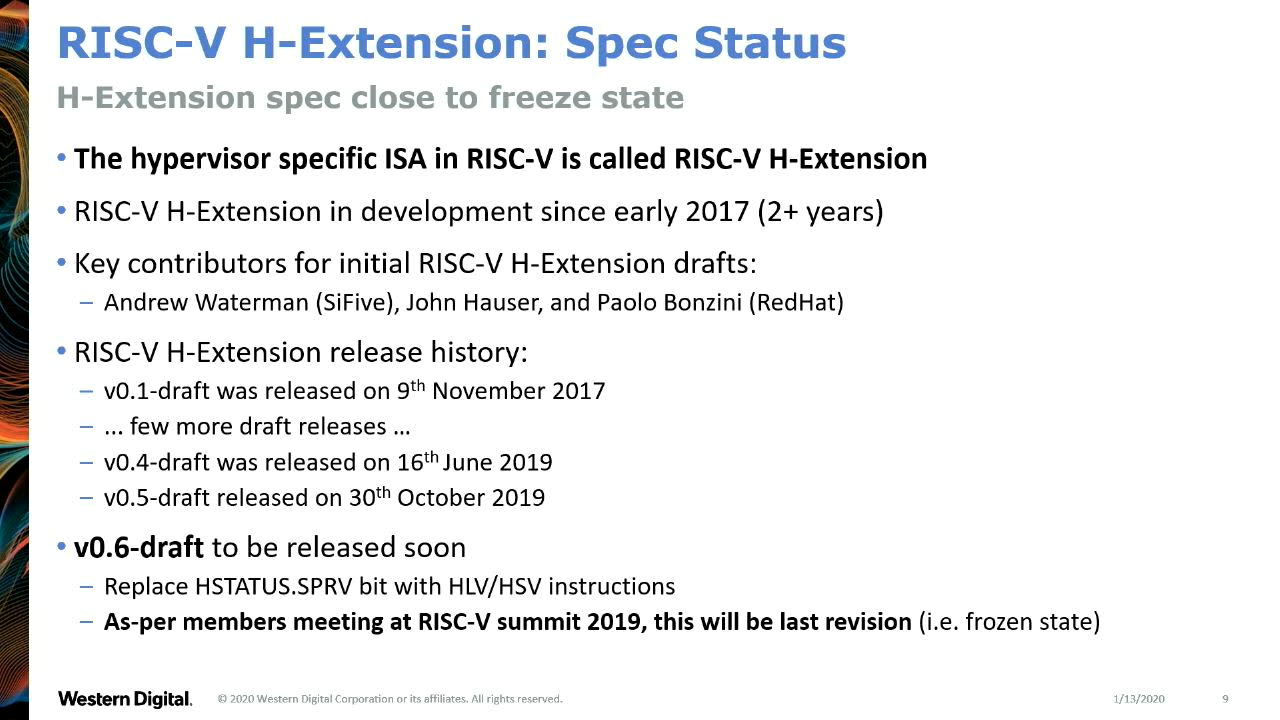 RISC-V H-Extension: Spec Status
H-Extension spec close to freeze state
• The hypervisor specific ISA in RISC-V is called RISC-V H-Extension
• RISC-V H-Extension in development since early 2017 (2+ years)
• Key contributors for initial RISC-V H-Extension drafts:
– Andrew Waterman (SiFive), John Hauser, and Paolo Bonzini (RedHat)
• RISC-V H-Extension release history:
– v0.1-draft was released on 9th November 2017
– ... few more draft releases …
– v0.4-draft was released on 16th June 2019
– v0.5-draft released on 30th October 2019
• v0.6-draft to be released soon
– Replace HSTATUS.SPRV bit with HLV/HSV instructions
– As-per members meeting at RISC-V summit 2019, this will be last revision (i.e. frozen state)
Western Digital. © 2020 Western Digital Corporation or its affiliates. All rights reserved. 1/13/2020 9